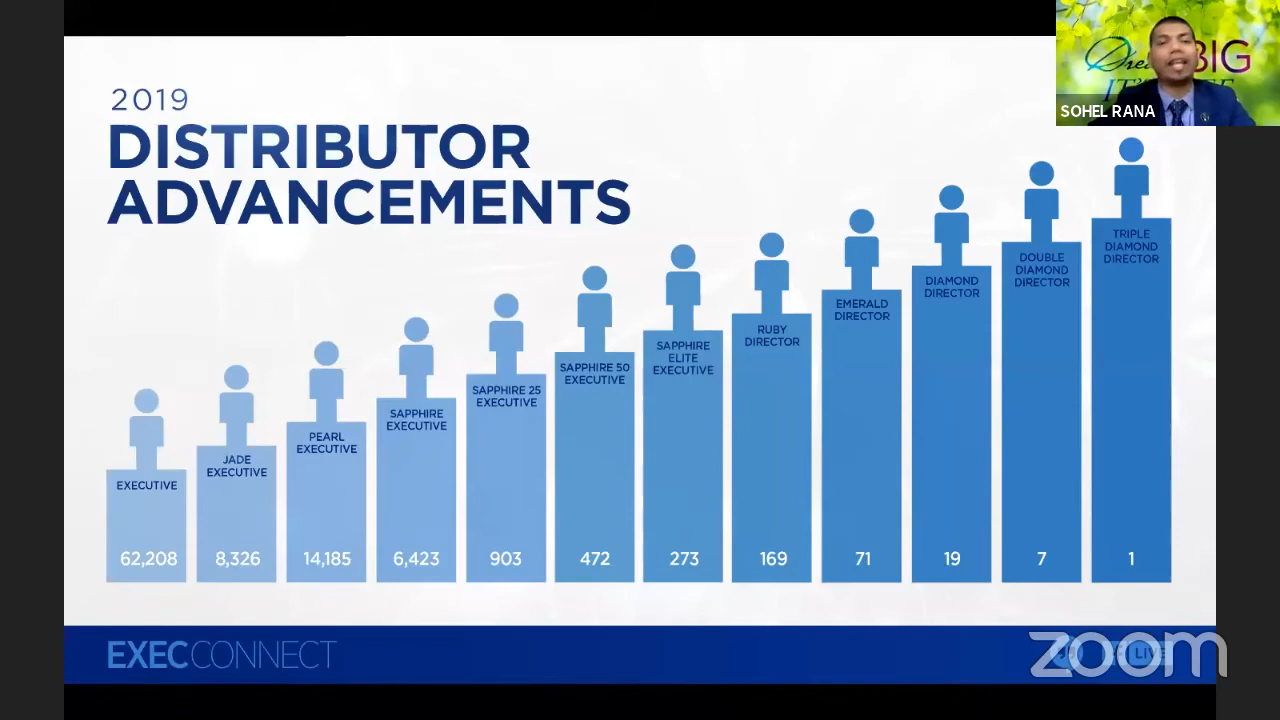 2019
DISTRIBUTOR
ADVANCEMENTS
BIG
SOHEL RANA
EXECUTIVE
62,208
JADE
EXECUTIVE
8,326
PEARL
EXECUTIVE
14,185
SAPPHIRE
EXECUTIVE
6,423
SAPPHIRE 25
EXECUTIVE
903
SAPPHIRE 50
EXECUTIVE
472
SAPPHIRE
ELITE
EXECUTIVE
273
RUBY
DIRECTOR
169
EMERALD
DIRECTOR
71
DIAMOND
DIRECTOR
19
DOUBLE
DIAMOND
DIRECTOR
7
TRIPLE
DIAMOND
DIRECTOR
1
EXECCONNECT
zoom
LIVE